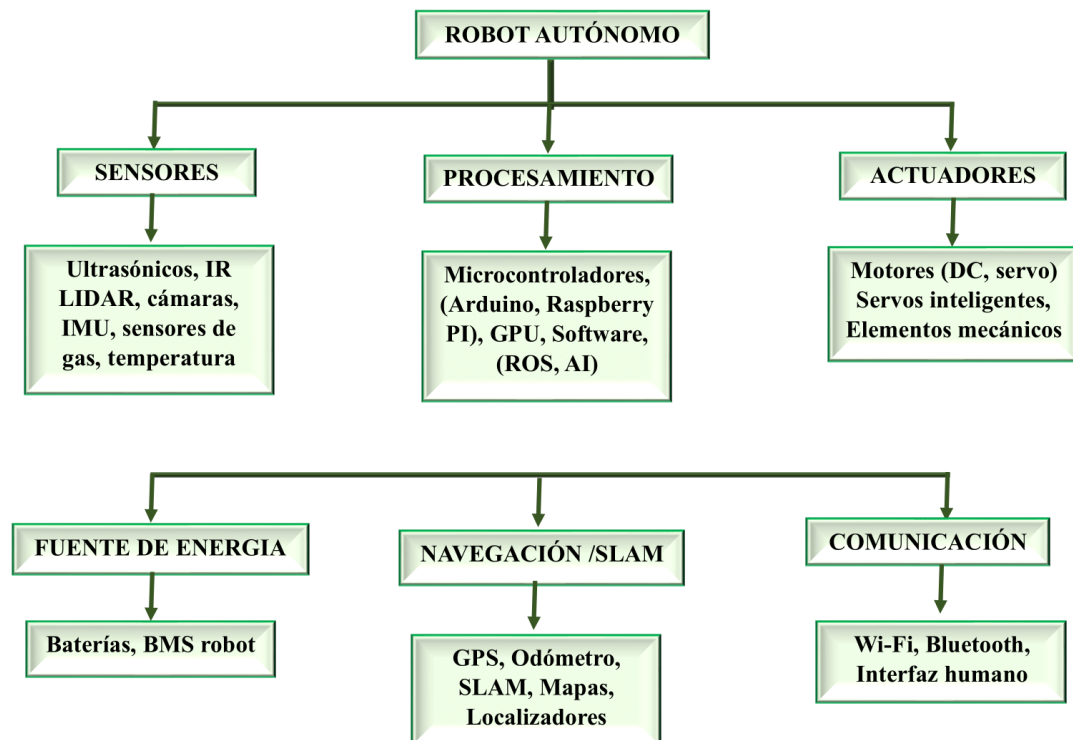 ROBOT AUTÓNOMO
SENSORES
PROCESAMIENTO
ACTUADORES
Ultrasónicos, IR
LIDAR, cámaras,
IMU, sensores de
gas, temperatura
Microcontroladores,
(Arduino, Raspberry
PI), GPU, Software,
(ROS, AI)
Motores (DC, servo)
Servos inteligentes,
Elementos mecánicos
FUENTE DE ENERGIA
NAVEGACIÓN /SLAM
COMUNICACIÓN
Baterías, BMS robot
GPS, Odómetro,
SLAM, Mapas,
Localizadores
Wi-Fi, Bluetooth,
Interfaz humano